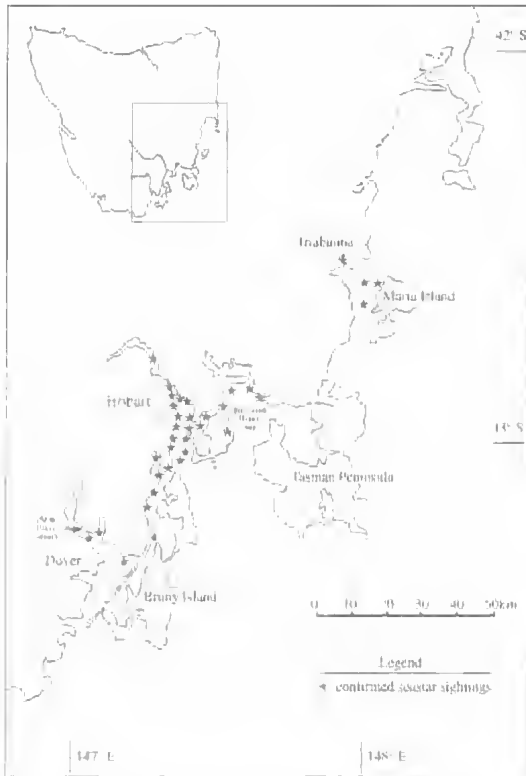 42° S
Triabunna
Maria Island
Hobart
43° S
Tasman Peninsula
Dover
Bruny Island
0 10 20 30 40 50km
Legend
confirmed seastar sightings
147° E
148° E